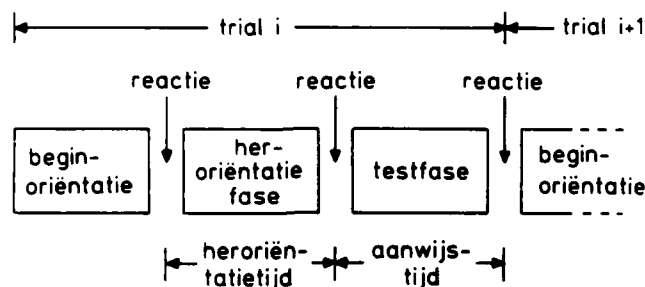 trial i trial i+1
reactie reactie reactie
begin-
oriëntatie
her-
oriëntatie
fase
testfase
begin-
oriëntatie
heroriën-
tatietijd
aanwijs-
tijd